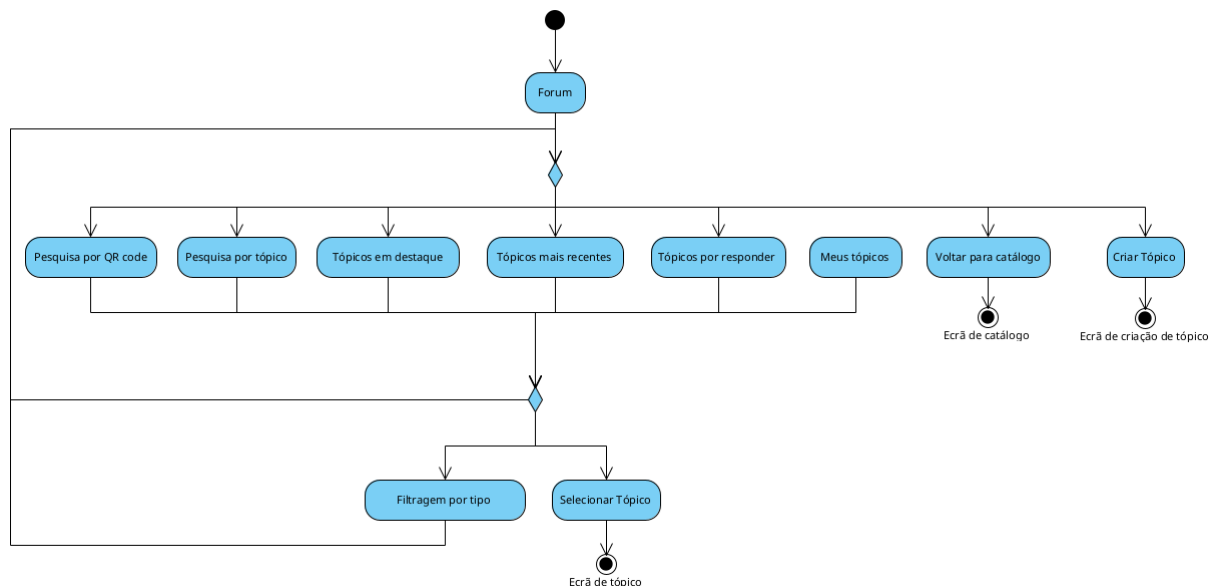 Forum
Pesquisa por QR code
Pesquisa por tópico
Tópicos em destaque
Tópicos mais recentes
Tópicos por responder
Meus tópicos
Voltar para catálogo
Criar Tópico
Ecrã de catálogo
Ecrã de criação de tópico
Filtragem por tipo
Selecionar Tópico
Ecrã de tópico